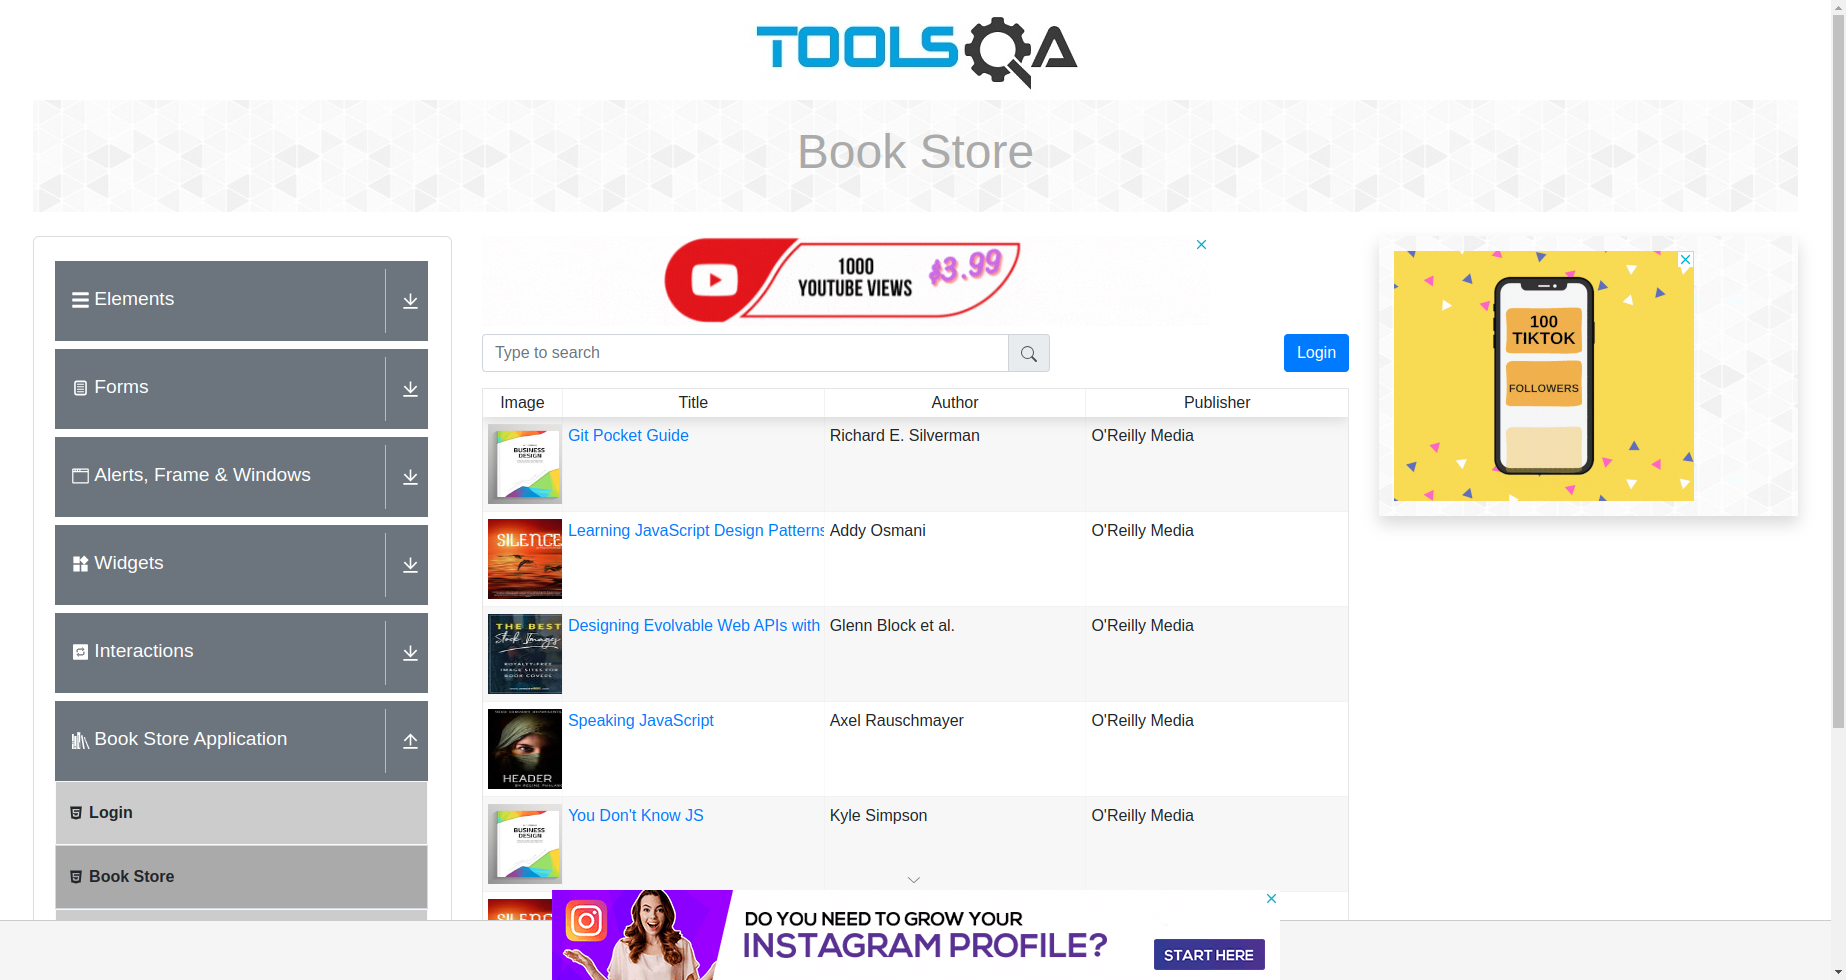 TOOLSQA
Book Store
Elements
Forms
Alerts, Frame & Windows
Widgets
Interactions
Book Store Application
Login
Book Store
1000
YOUTUBE VIEWS
$3.99
Type to search
Login
Image Title Author Publisher
BUSINESS
DESIGN
Git Pocket Guide Richard E. Silverman O'Reilly Media
SILENCE
Learning JavaScript Design Patterns Addy Osmani O'Reilly Media
THE BEST
Stock Images
ROYALTY-FREE
IMAGE SITES FOR
BOOK COVERS
Designing Evolvable Web APIs with Glenn Block et al. O'Reilly Media
HEADER
Speaking JavaScript Axel Rauschmayer O'Reilly Media
BUSINESS
DESIGN
You Don't Know JS Kyle Simpson O'Reilly Media
SILENCE
100
TIKTOK
FOLLOWERS
DO YOU NEED TO GROW YOUR
INSTAGRAM PROFILE?
START HERE